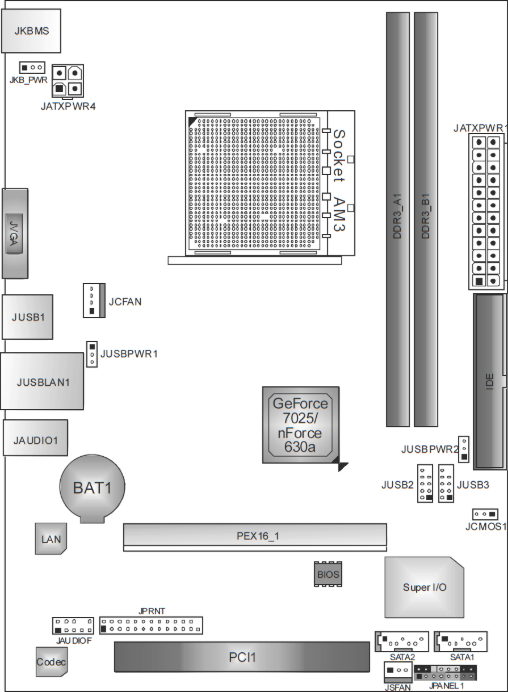 JKBMS
JKB_PWR
JATXPWR4
JATXPWR1
Socket AM3
DDR3_A1
DDR3_B1
JVGA
JCFAN
JUSB1
JUSBPWR1
JUSBLAN1
IDE
GeForce
7025/
nForce
630a
JAUDIO1
JUSBPWR2
JUSB2
JUSB3
BAT1
JCMOS1
LAN
PEX16_1
BIOS
Super I/O
JPRNT
JAUDIOF
Codec
PCI1
SATA2
SATA1
JSFAN
JPANEL1